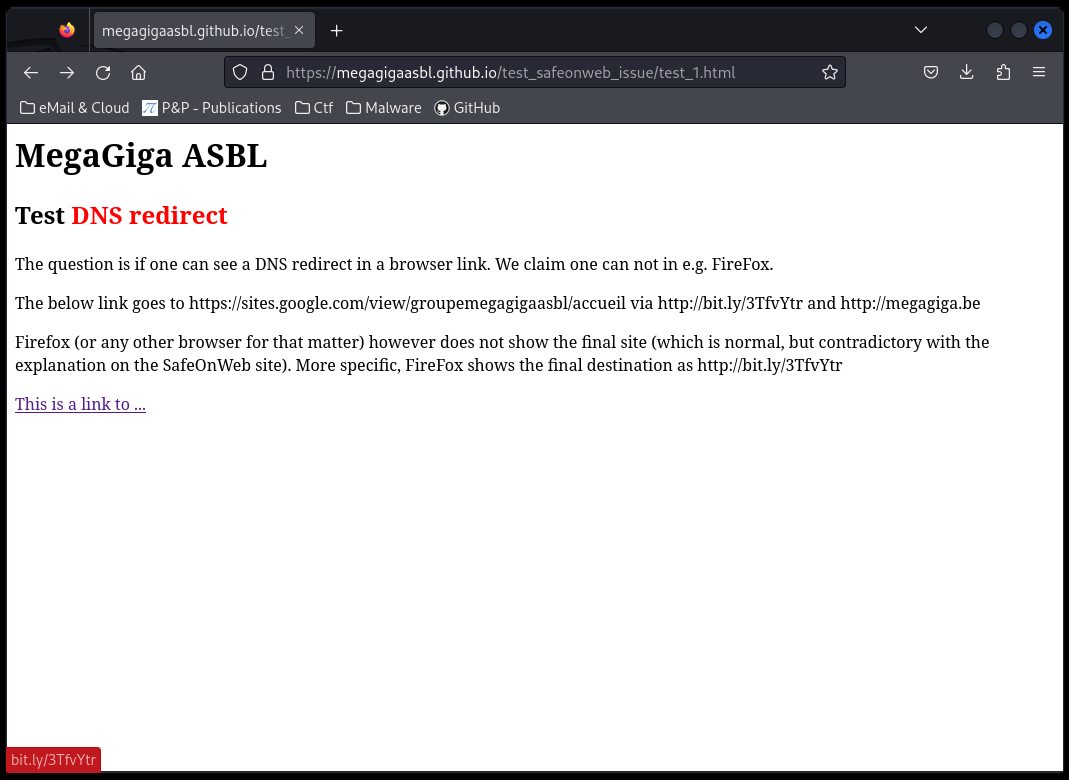 megagigaasbl.github.io/test_
https://megagigaasbl.github.io/test_safeonweb_issue/test_1.html
eMail & Cloud P&P - Publications Ctf Malware GitHub
MegaGiga ASBL
Test DNS redirect
The question is if one can see a DNS redirect in a browser link. We claim one can not in e.g. FireFox.
The below link goes to https://sites.google.com/view/groupemegagigaasbl/accueil via http://bit.ly/3TfvYtr and http://megagiga.be
Firefox (or any other browser for that matter) however does not show the final site (which is normal, but contradictory with the
explanation on the SafeOnWeb site). More specific, FireFox shows the final destination as http://bit.ly/3TfvYtr
This is a link to ...
bit.ly/3TfvYtr